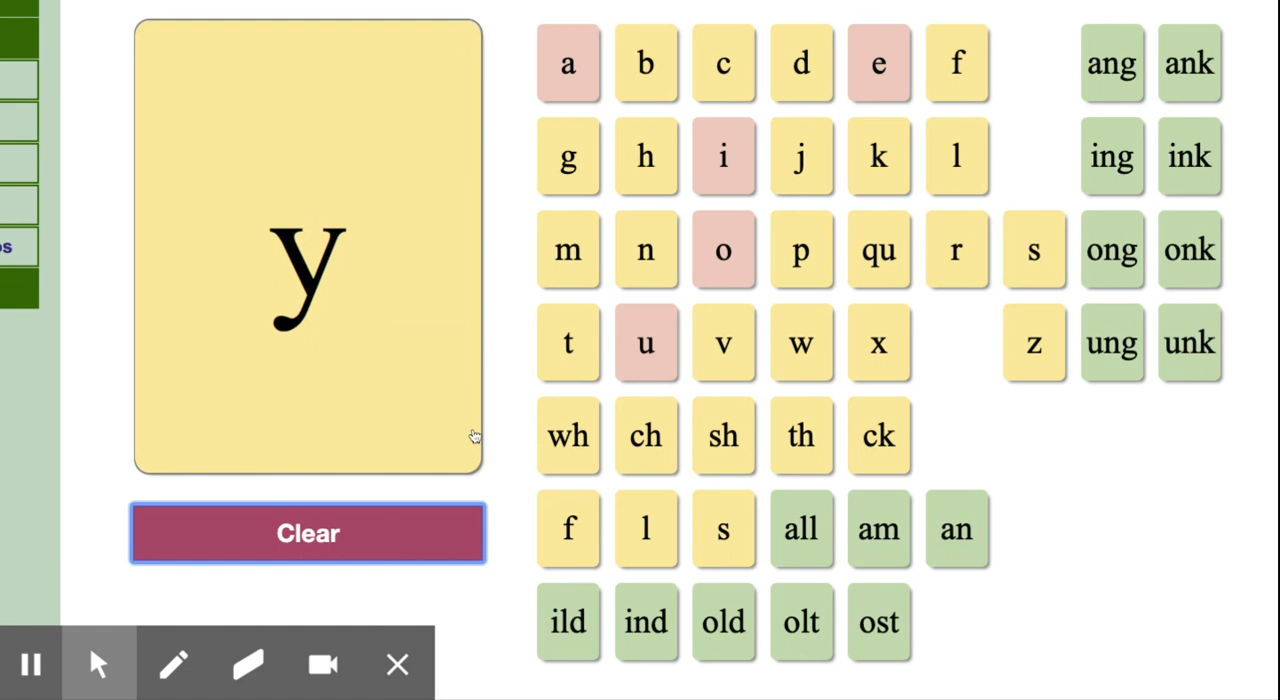 y
Clear
a b c d e f ang ank
g h i j k l ing ink
m n o p qu r s ong onk
t u v w x z ung unk
wh ch sh th ck
f l s all am an
ild ind old olt ost
os